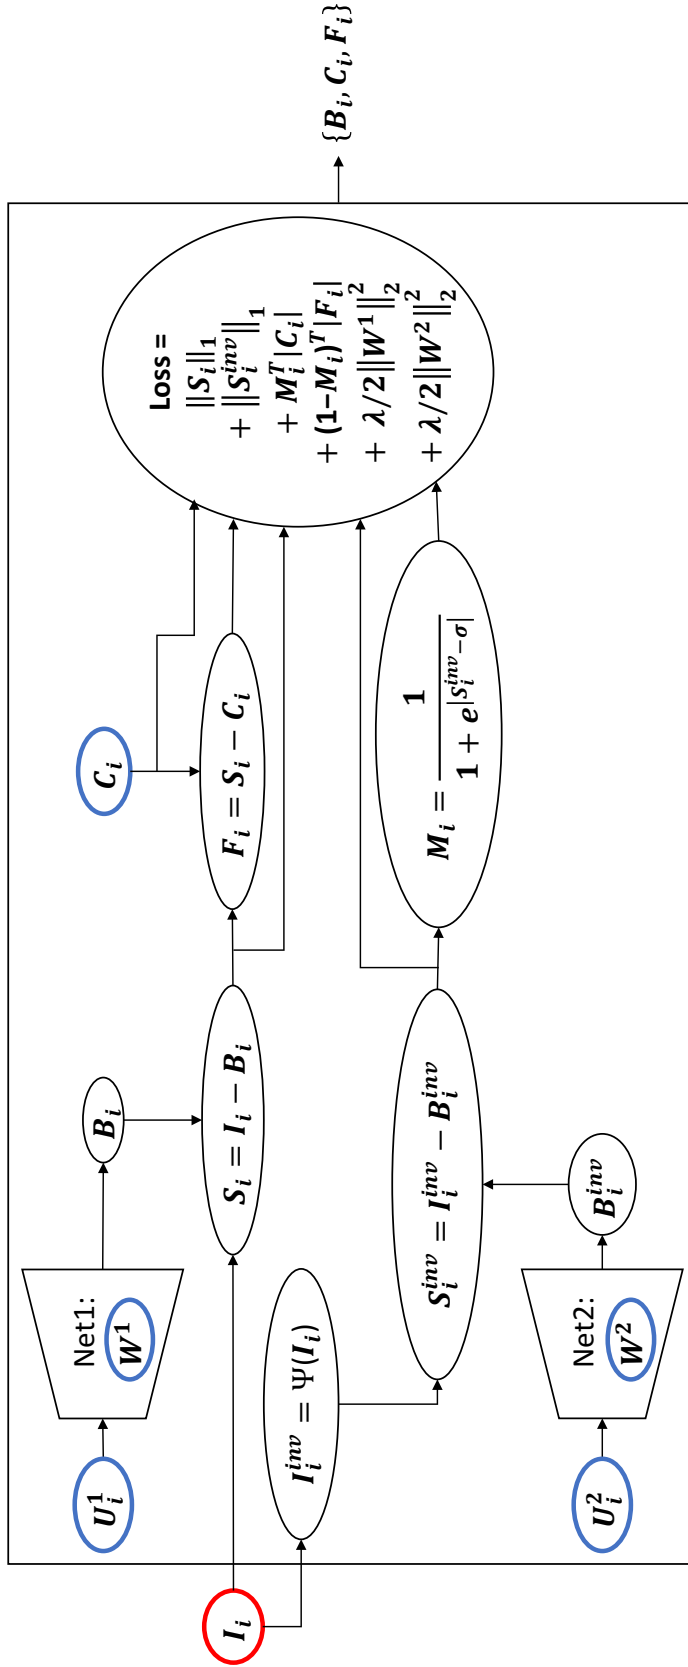 I_i
U_i^1
Net1:
W^1
B_i
C_i
S_i = I_i − B_i
F_i = S_i − C_i
I_i^{inv} = Ψ(I_i)
S_i^{inv} = I_i^{inv} − B_i^{inv}
M_i = 1 / (1 + e^{|S_i^{inv}−σ|})
U_i^2
Net2:
W^2
B_i^{inv}
Loss =
‖S_i‖_1
+ ‖S_i^{inv}‖_1
+ M_i^T|C_i|
+ (1−M_i)^T|F_i|
+ λ/2‖W^1‖_2^2
+ λ/2‖W^2‖_2^2
{B_i, C_i, F_i}